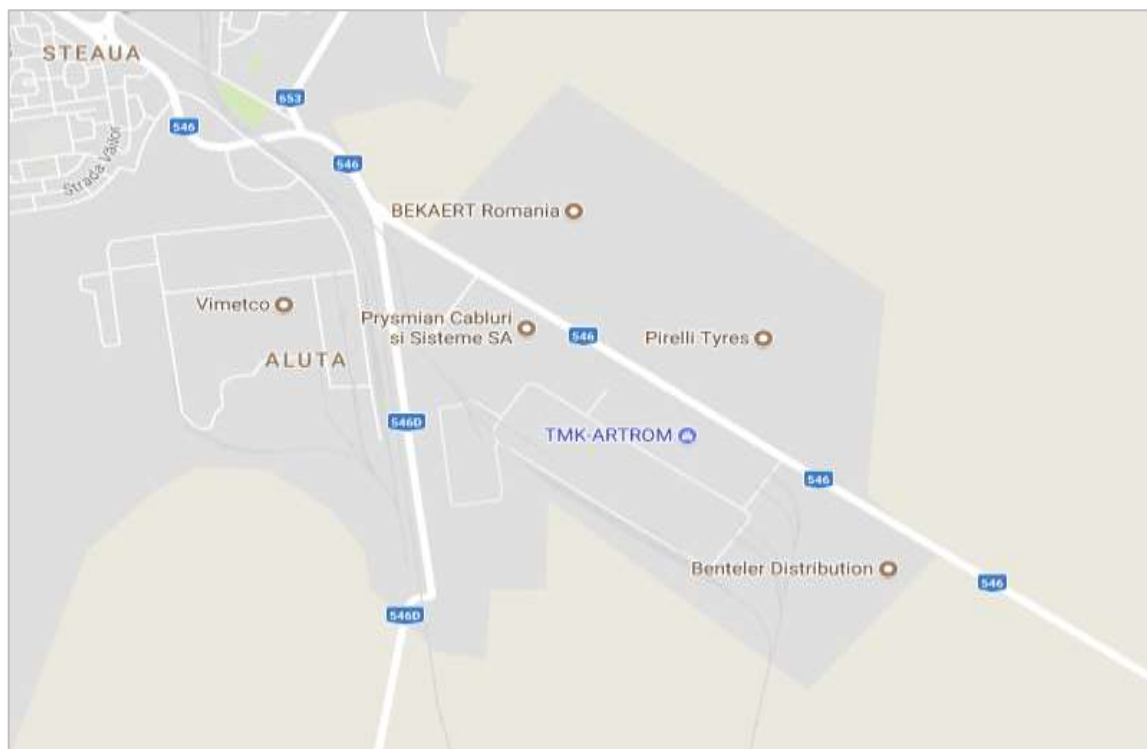 STEAUA
653
546
Strada Văilor
546
BEKAERT Romania
Vimetco
Prysmian Cabluri
si Sisteme SA
546
Pirelli Tyres
ALUTA
546D
TMK-ARTROM
546
Benteler Distribution
546
546D